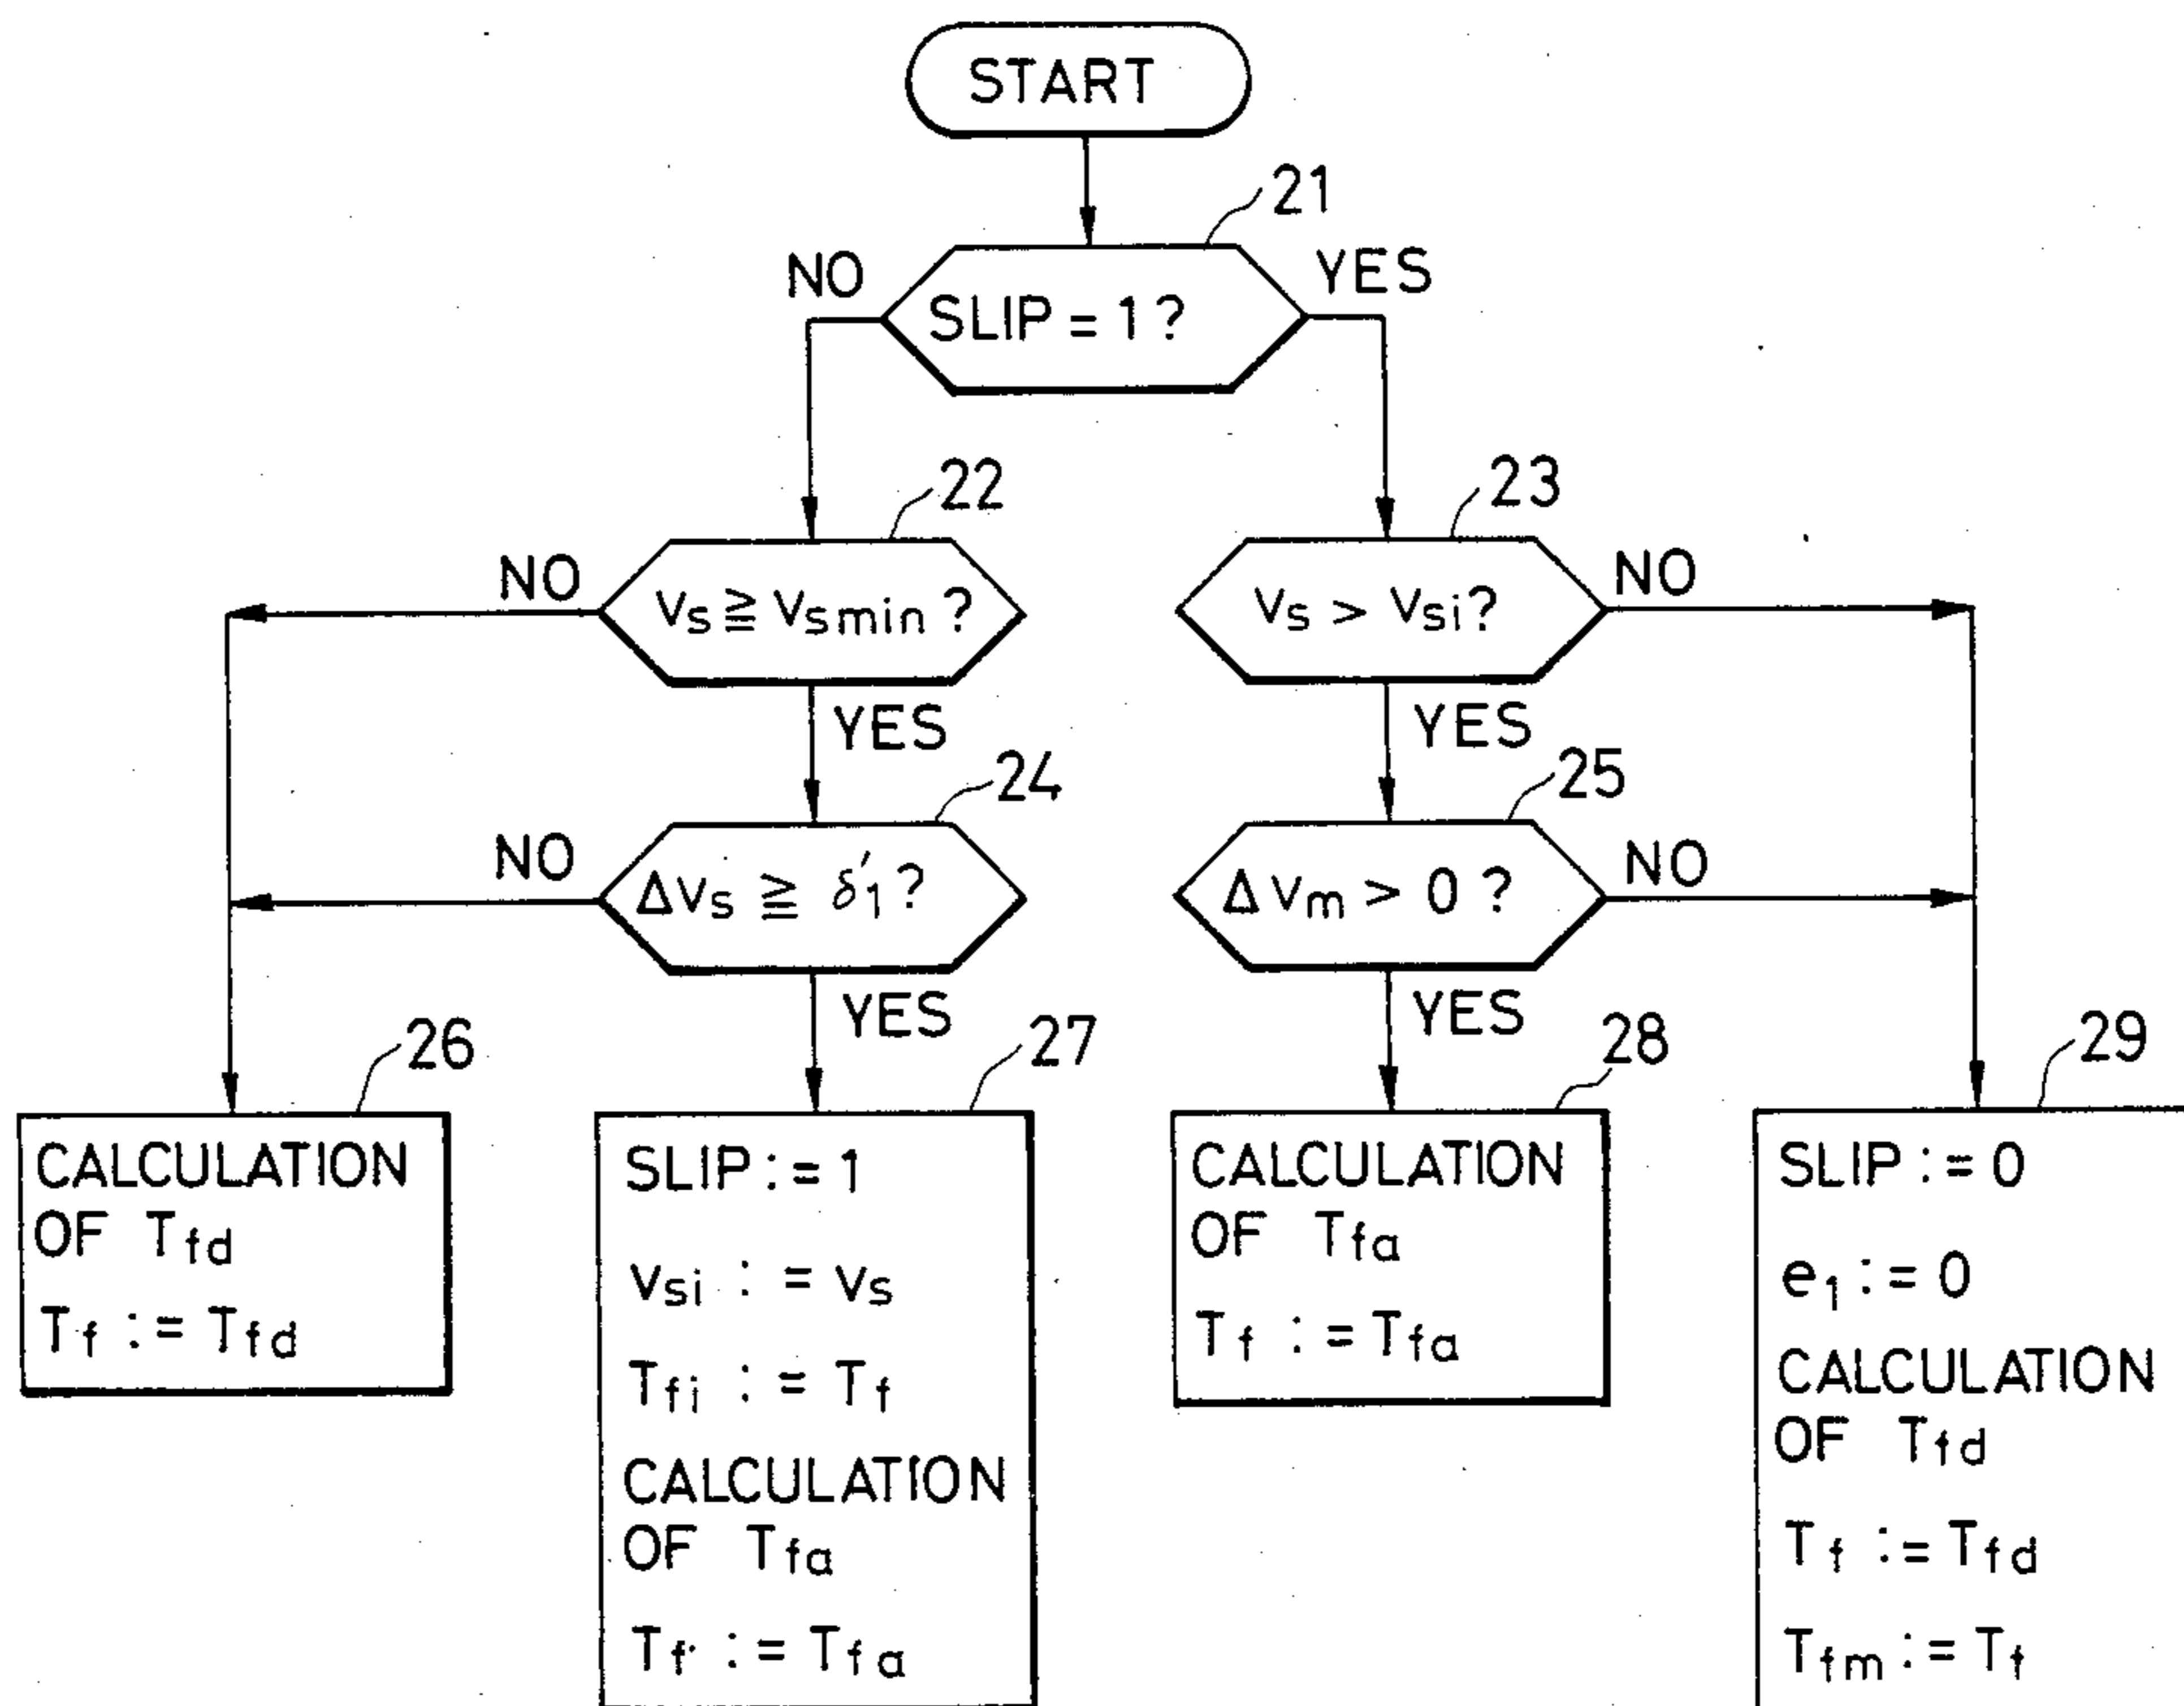 START
21
NO
YES
SLIP = 1 ?
22
23
NO
Vs ≧ Vsmin ?
Vs > Vsi ?
NO
YES
YES
24
25
NO
ΔVs ≧ δ'1 ?
ΔVm > 0 ?
NO
YES
YES
26
27
28
29
CALCULATION
OF Tfd
Tf := Tfd
SLIP := 1
Vsi := Vs
Tfi := Tf
CALCULATION
OF Tfa
Tf := Tfa
CALCULATION
OF Tfa
Tf := Tfa
SLIP := 0
e1 := 0
CALCULATION
OF Tfd
Tf := Tfd
Tfm := Tf